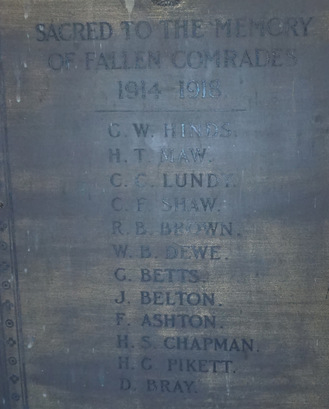 SACRED TO THE MEMORY
OF FALLEN COMRADES
1914-1918
G. W. HINDS.
H. T. MAW.
C. C. LUNDY.
C. F. SHAW.
R. B. BROWN.
W. B. DEWE.
G. BETTS.
J. BELTON.
F. ASHTON.
H. S. CHAPMAN.
H. G. PIKETT.
D. BRAY.